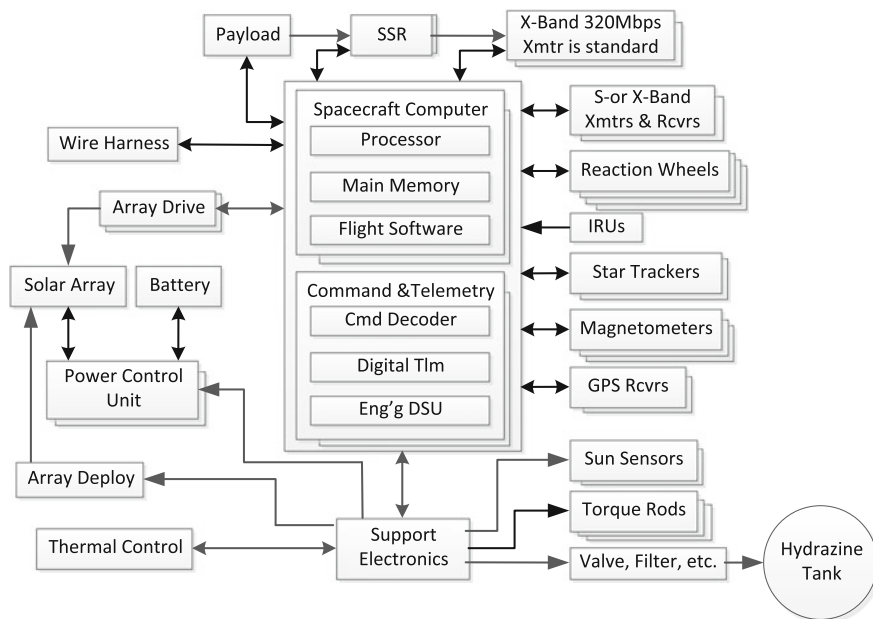 Payload
SSR
X-Band 320Mbps
Xmtr is standard
Spacecraft Computer
Processor
Main Memory
Flight Software
Command &Telemetry
Cmd Decoder
Digital Tlm
Eng'g DSU
Wire Harness
Array Drive
Solar Array
Battery
Power Control
Unit
Array Deploy
Thermal Control
Support
Electronics
S-or X-Band
Xmtrs & Rcvrs
Reaction Wheels
IRUs
Star Trackers
Magnetometers
GPS Rcvrs
Sun Sensors
Torque Rods
Valve, Filter, etc.
Hydrazine
Tank